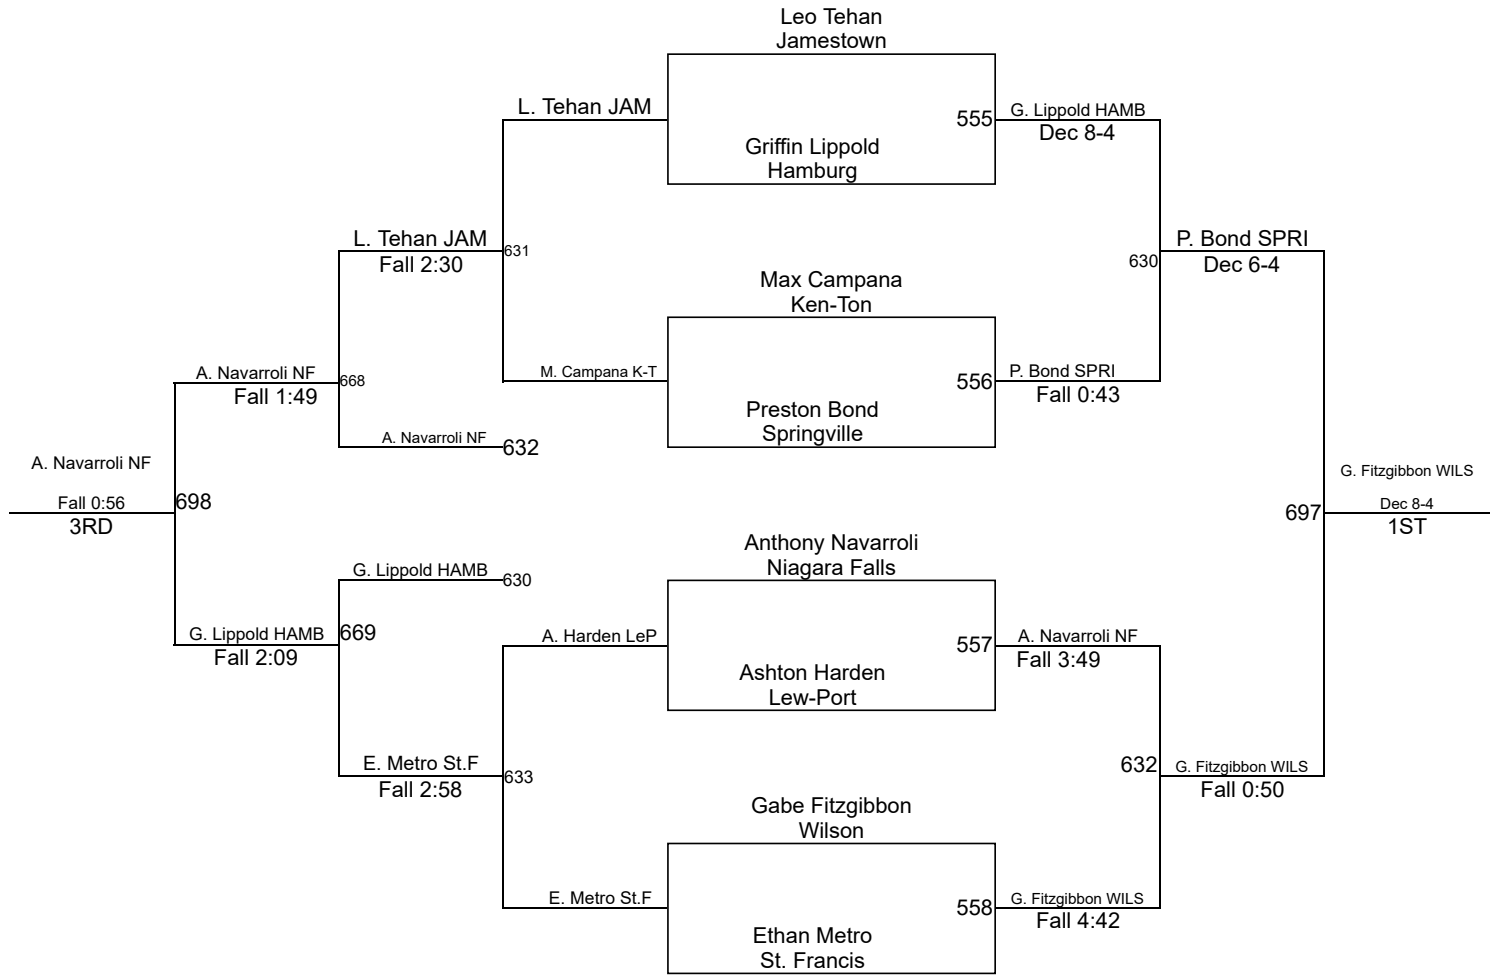 Leo Tehan
Jamestown
L. Tehan JAM
555
G. Lippold HAMB
Dec 8-4
Griffin Lippold
Hamburg
L. Tehan JAM
Fall 2:30
631
630
P. Bond SPRI
Dec 6-4
Max Campana
Ken-Ton
A. Navarroli NF
Fall 1:49
668
M. Campana K-T
556
P. Bond SPRI
Fall 0:43
Preston Bond
Springville
A. Navarroli NF
632
A. Navarroli NF
Fall 0:56
3RD
698
697
G. Fitzgibbon WILS
Dec 8-4
1ST
Anthony Navarroli
Niagara Falls
G. Lippold HAMB
630
G. Lippold HAMB
Fall 2:09
669
A. Harden LeP
557
A. Navarroli NF
Fall 3:49
Ashton Harden
Lew-Port
E. Metro St.F
Fall 2:58
633
632
G. Fitzgibbon WILS
Fall 0:50
Gabe Fitzgibbon
Wilson
E. Metro St.F
558
G. Fitzgibbon WILS
Fall 4:42
Ethan Metro
St. Francis